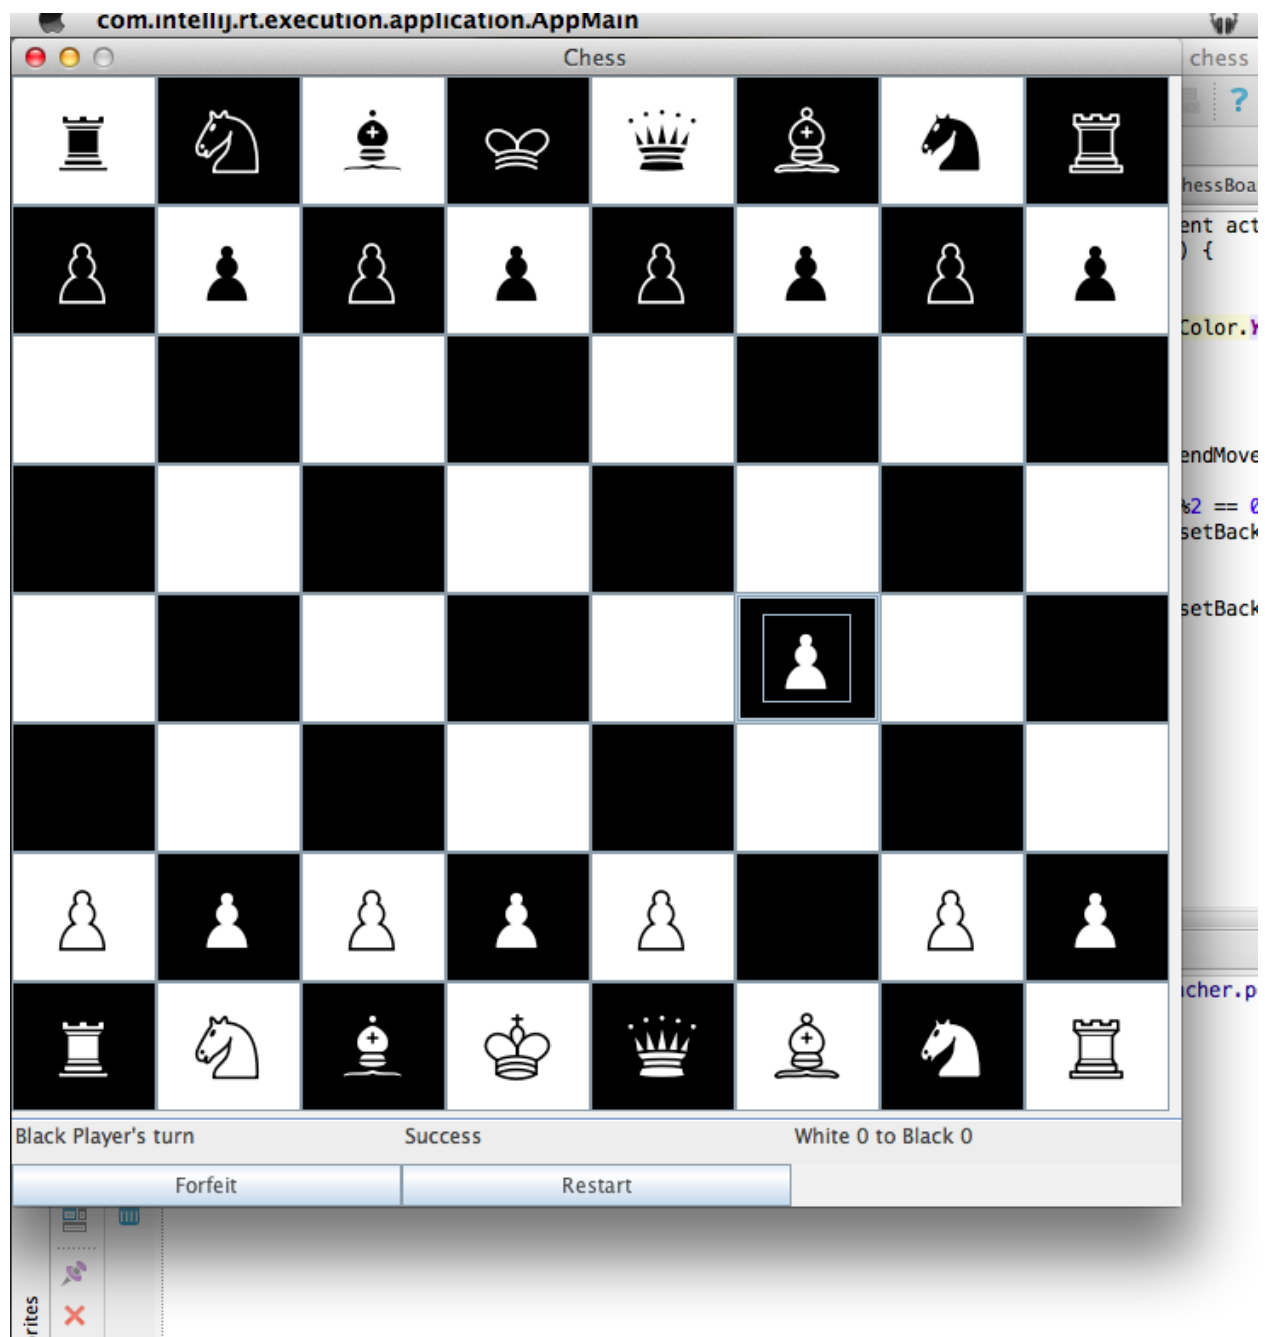 com.intellij.rt.execution.application.AppMain
Chess
chess
?
hessBoa
ent act
) {
Color.Y
endMove
%2 == 0
setBack
setBack
cher.p
Black Player's turn
Success
White 0 to Black 0
Forfeit
Restart
rites